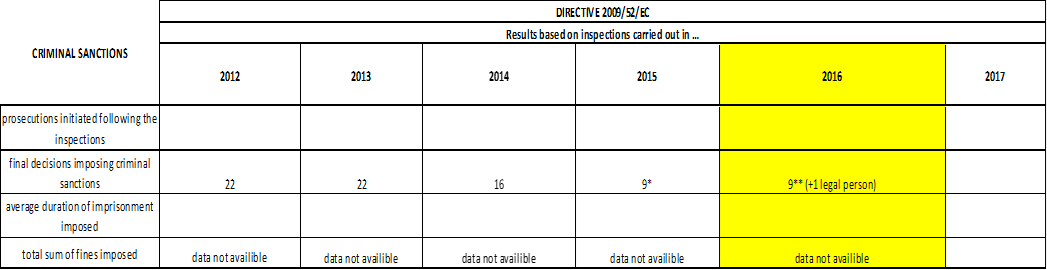 DIRECTIVE 2009/52/EC
CRIMINAL SANCTIONS
Results based on inspections carried out in ...
2012 2013 2014 2015 2016 2017
prosecutions initiated following the
inspections
final decisions imposing criminal
sanctions 22 22 16 9* 9** (+1 legal person)
average duration of imprisonment
imposed
total sum of fines imposed data not availible data not availible data not availible data not availible data not availible